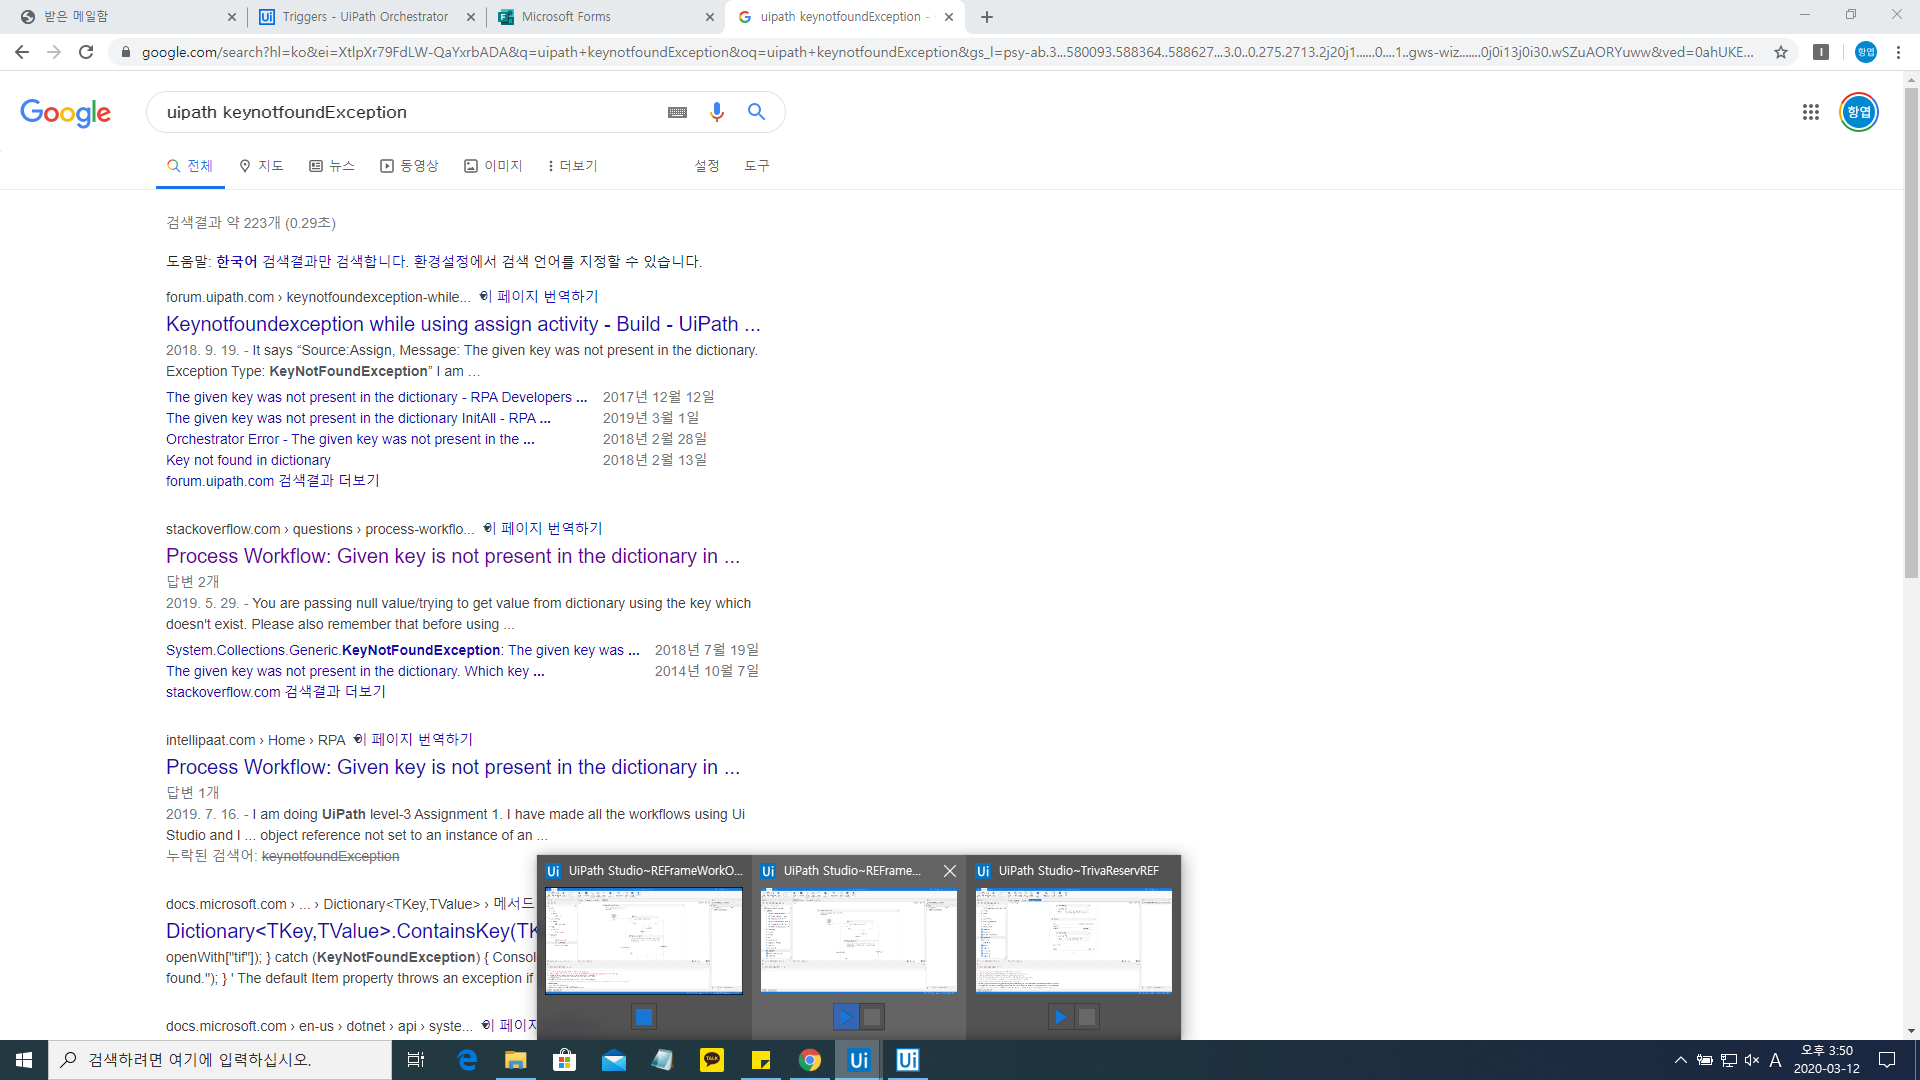 받은 메일함
Triggers - UiPath Orchestrator
Microsoft Forms
uipath keynotfoundException -
google.com/search?hl=ko&ei=XtlpXr79FdLW-QaYxrbADA&q=uipath+keynotfoundException&oq=uipath+keynotfoundException&gs_l=psy-ab.3...580093.588364..588627...3.0..0.275.2713.2j20j1......0....1..gws-wiz.......0j0i13j0i30.wSZuAORYuww&ved=0ahUKE...
항엽
Google
uipath keynotfoundException
항엽
전체 지도 뉴스 동영상 이미지 더보기 설정 도구
검색결과 약 223개 (0.29초)
도움말: 한국어 검색결과만 검색합니다. 환경설정에서 검색 언어를 지정할 수 있습니다.
forum.uipath.com › keynotfoundexception-while... 이 페이지 번역하기
Keynotfoundexception while using assign activity - Build - UiPath ...
2018. 9. 19. - It says “Source:Assign, Message: The given key was not present in the dictionary.
Exception Type: KeyNotFoundException” I am …
The given key was not present in the dictionary - RPA Developers ... 2017년 12월 12일
The given key was not present in the dictionary InitAll - RPA ... 2019년 3월 1일
Orchestrator Error - The given key was not present in the ... 2018년 2월 28일
Key not found in dictionary 2018년 2월 13일
forum.uipath.com 검색결과 더보기
stackoverflow.com › questions › process-workflo... 이 페이지 번역하기
Process Workflow: Given key is not present in the dictionary in ...
답변 2개
2019. 5. 29. - You are passing null value/trying to get value from dictionary using the key which
doesn't exist. Please also remember that before using ...
System.Collections.Generic.KeyNotFoundException: The given key was ... 2018년 7월 19일
The given key was not present in the dictionary. Which key ... 2014년 10월 7일
stackoverflow.com 검색결과 더보기
intellipaat.com › Home › RPA 이 페이지 번역하기
Process Workflow: Given key is not present in the dictionary in ...
답변 1개
2019. 7. 16. - I am doing UiPath level-3 Assignment 1. I have made all the workflows using Ui
Studio and I ... object reference not set to an instance of an ...
누락된 검색어: keynotfoundException
docs.microsoft.com › ... › Dictionary<TKey,TValue> › 메서드
Dictionary<TKey,TValue>.ContainsKey(TK
openWith["tif"]); } catch (KeyNotFoundException) { Consol
found."); } ' The default Item property throws an exception if
docs.microsoft.com › en-us › dotnet › api › syste... 이 페이지
UiPath Studio~REFrameWorkO...
UiPath Studio~REFrame...
UiPath Studio~TrivaReservREF
검색하려면 여기에 입력하십시오.
TALK
Ui
Ui
A
오후 3:50
2020-03-12